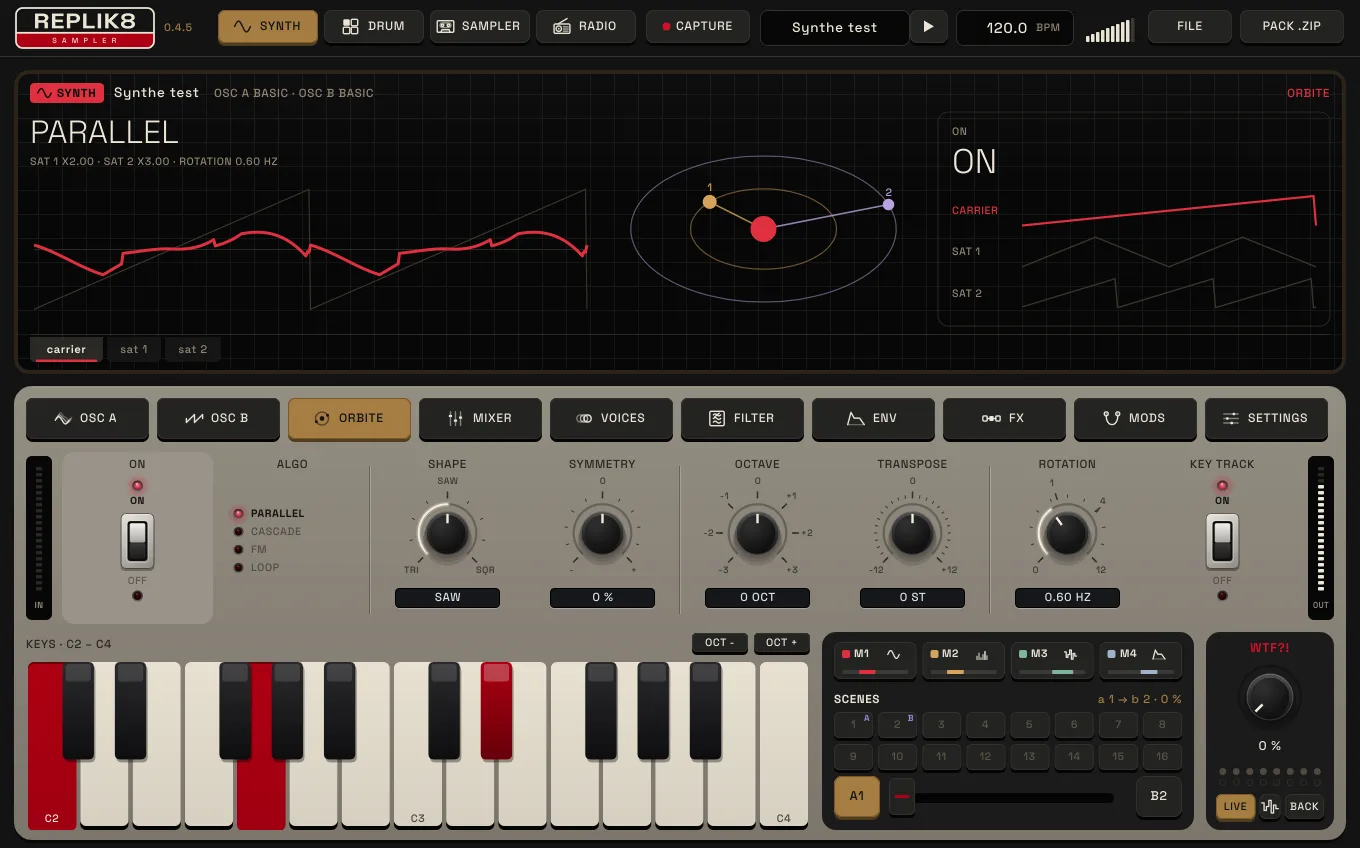 REPLIK8
SAMPLER
0.4.5
SYNTH
DRUM
SAMPLER
RADIO
CAPTURE
Synthe test
120.0 BPM
FILE
PACK .ZIP
SYNTH Synthe test OSC A BASIC · OSC B BASIC
ORBITE
PARALLEL
SAT 1 X2.00 · SAT 2 X3.00 · ROTATION 0.60 HZ
1
2
ON
ON
CARRIER
SAT 1
SAT 2
carrier sat 1 sat 2
OSC A
OSC B
ORBITE
MIXER
VOICES
FILTER
ENV
FX
MODS
SETTINGS
IN
ON
ON
OFF
ALGO
PARALLEL
CASCADE
FM
LOOP
SHAPE
SAW
TRI SQR
SAW
SYMMETRY
0
- +
0 %
OCTAVE
0
-1 +1
-2 +2
-3 +3
0 OCT
TRANSPOSE
0
-12 +12
0 ST
ROTATION
1
4
0 12
0.60 HZ
KEY TRACK
ON
OFF
OUT
KEYS · C2 – C4
OCT - OCT +
C2 C3 C4
M1 M2 M3 M4
SCENES a 1 → b 2 · 0 %
1 A 2 B 3 4 5 6 7 8
9 10 11 12 13 14 15 16
A1 B2
WTF?!
0 %
LIVE BACK